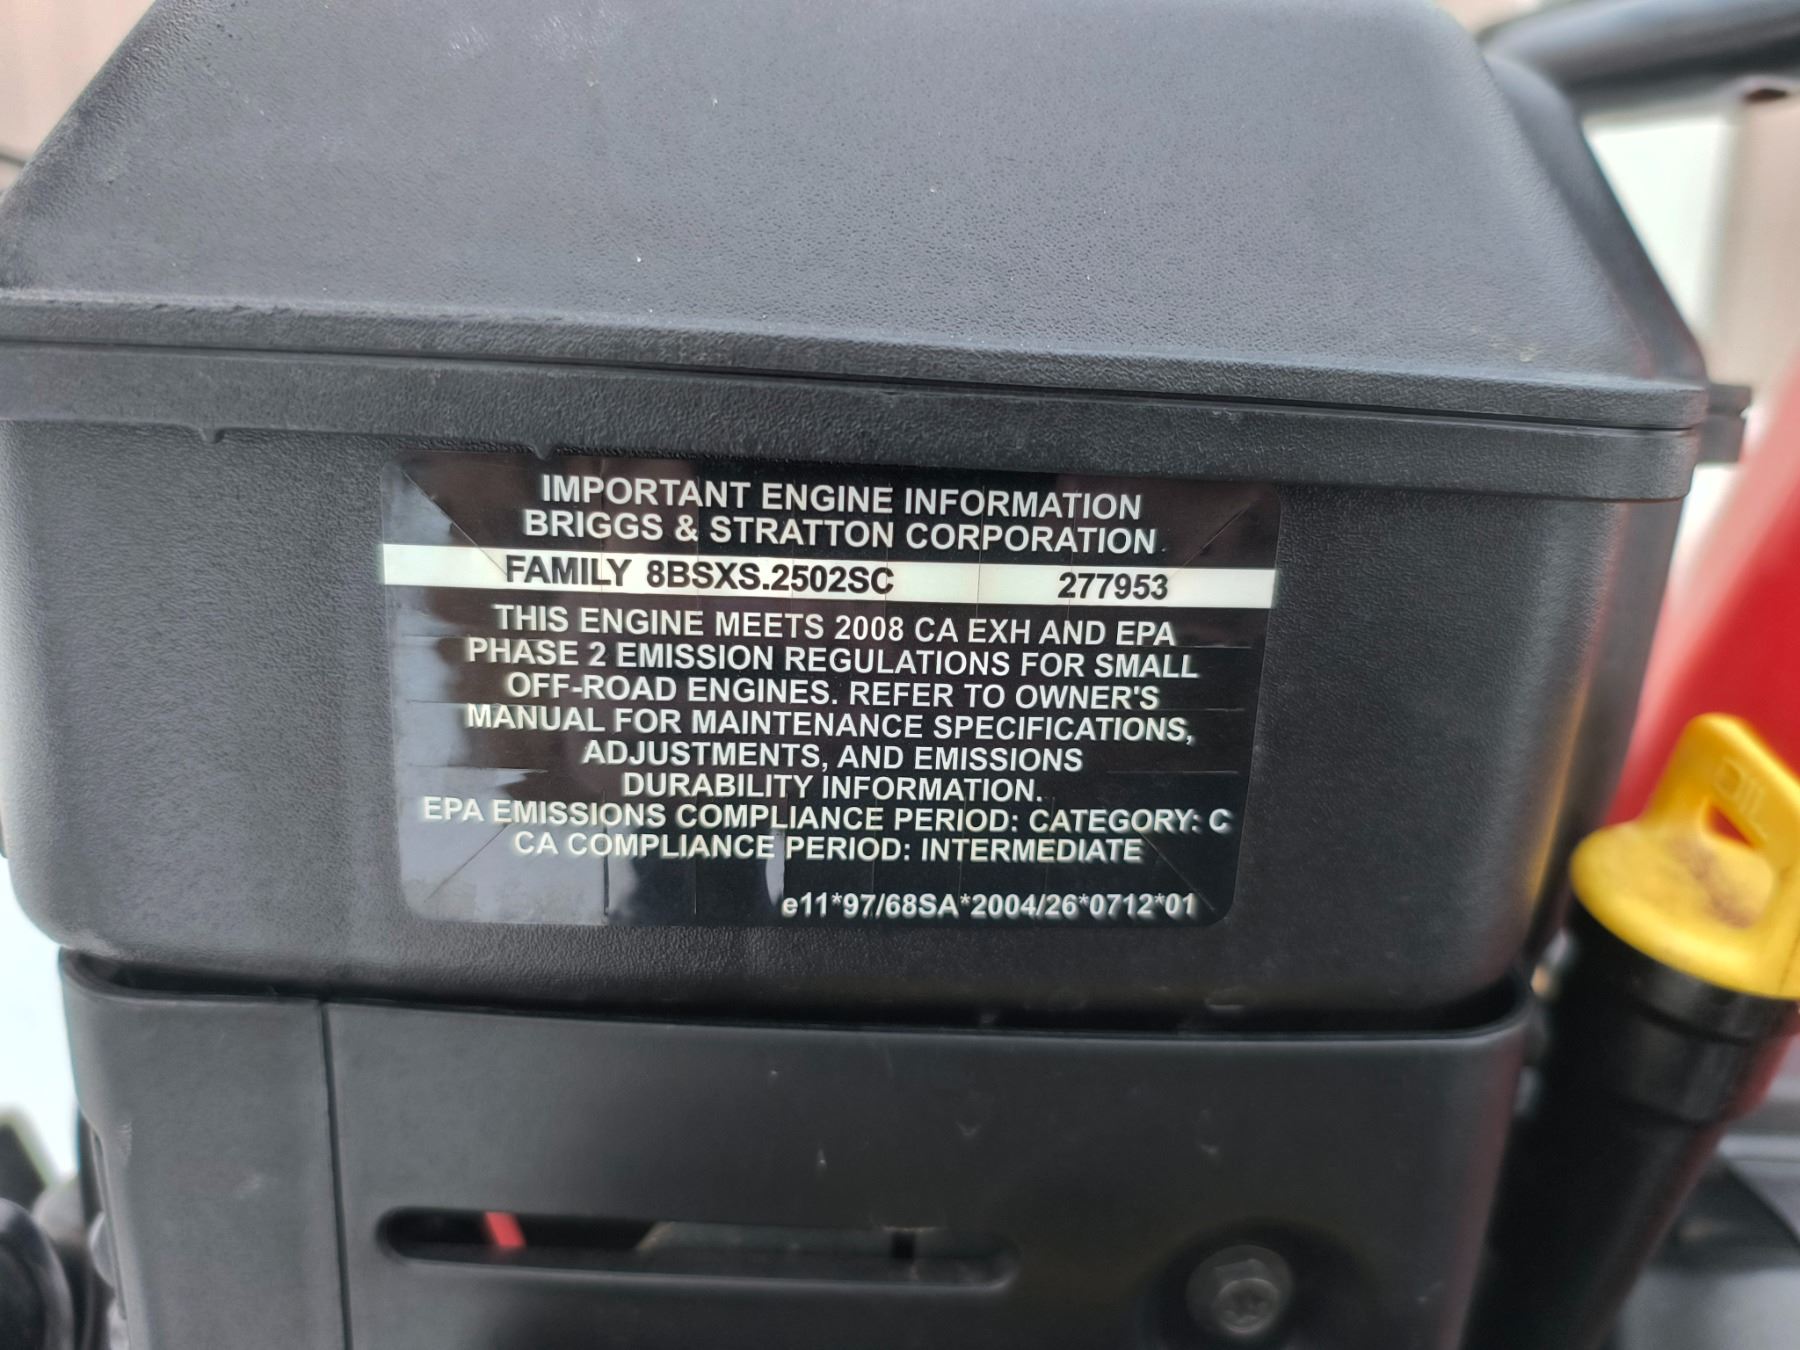 IMPORTANT ENGINE INFORMATION
BRIGGS & STRATTON CORPORATION
FAMILY 8BSXS.2502SC 277953
THIS ENGINE MEETS 2008 CA EXH AND EPA
PHASE 2 EMISSION REGULATIONS FOR SMALL
OFF-ROAD ENGINES. REFER TO OWNER'S
MANUAL FOR MAINTENANCE SPECIFICATIONS,
ADJUSTMENTS, AND EMISSIONS
DURABILITY INFORMATION.
EPA EMISSIONS COMPLIANCE PERIOD: CATEGORY: C
CA COMPLIANCE PERIOD: INTERMEDIATE
e11*97/68SA*2004/26*0712*01
OIL